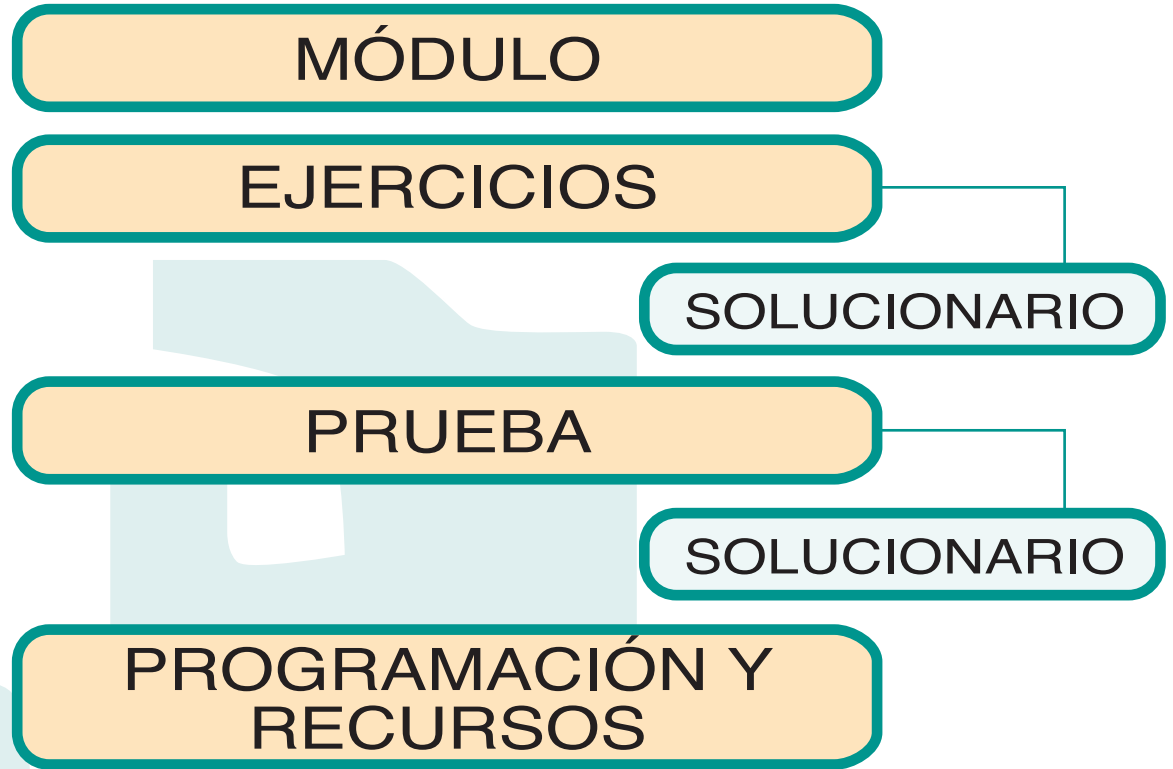 MÓDULO
EJERCICIOS
SOLUCIONARIO
PRUEBA
SOLUCIONARIO
PROGRAMACIÓN Y
RECURSOS